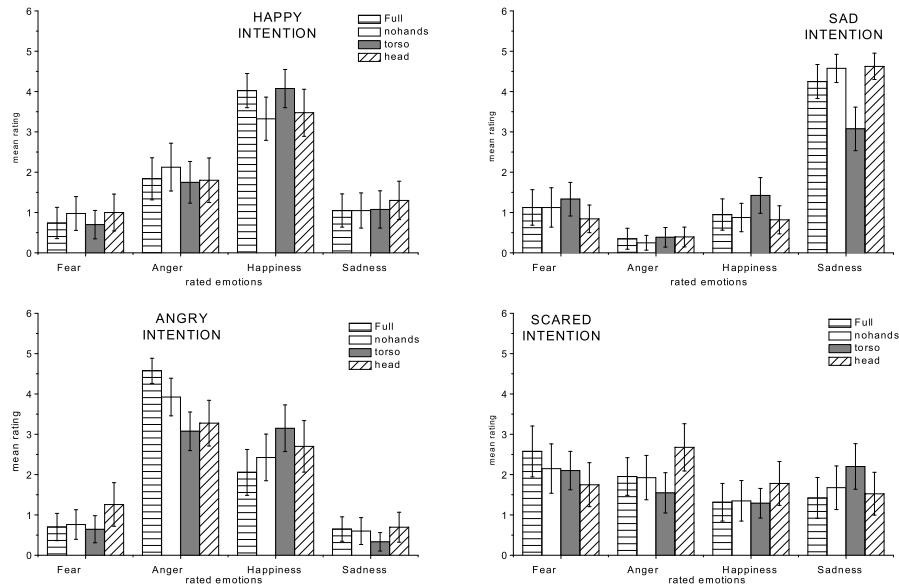 HAPPY
INTENTION
Full
nohands
torso
head
6
5
4
3
2
1
0
mean rating
Fear Anger Happiness Sadness
rated emotions
SAD
INTENTION
6
5
4
3
2
1
0
mean rating
Fear Anger Happiness Sadness
rated emotions
ANGRY
INTENTION
Full
nohands
torso
head
6
5
4
3
2
1
0
mean rating
Fear Anger Happiness Sadness
rated emotions
SCARED
INTENTION
Full
nohands
torso
head
6
5
4
3
2
1
0
mean rating
Fear Anger Happiness Sadness
rated emotions